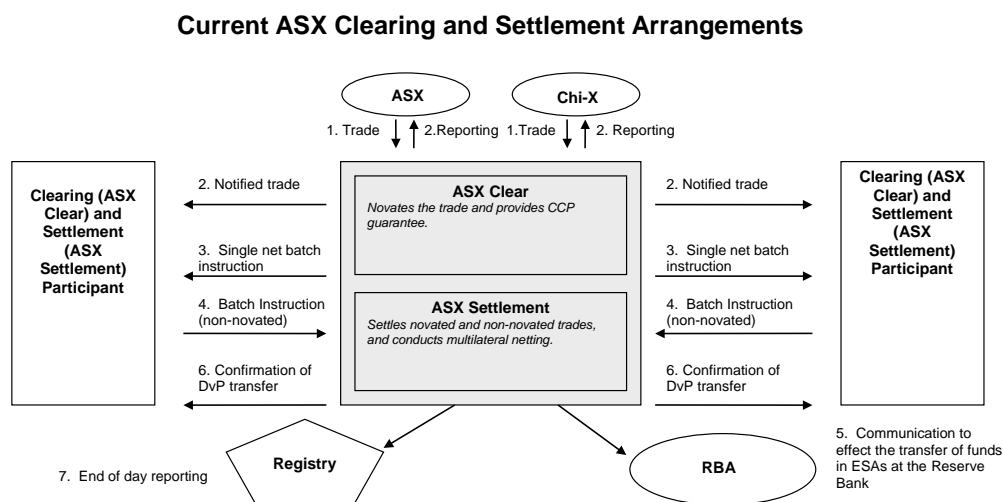 Current ASX Clearing and Settlement Arrangements
ASX
Chi-X
1. Trade
2.Reporting
1.Trade
2. Reporting
Clearing (ASX
Clear) and
Settlement
(ASX
Settlement)
Participant
2. Notified trade
3. Single net batch
instruction
4. Batch Instruction
(non-novated)
6. Confirmation of
DvP transfer
ASX Clear
Novates the trade and provides CCP
guarantee.
ASX Settlement
Settles novated and non-novated trades,
and conducts multilateral netting.
2. Notified trade
3. Single net batch
instruction
4. Batch Instruction
(non-novated)
6. Confirmation of
DvP transfer
Clearing (ASX
Clear) and
Settlement
(ASX
Settlement)
Participant
7. End of day reporting
Registry
RBA
5. Communication to
effect the transfer of funds
in ESAs at the Reserve
Bank